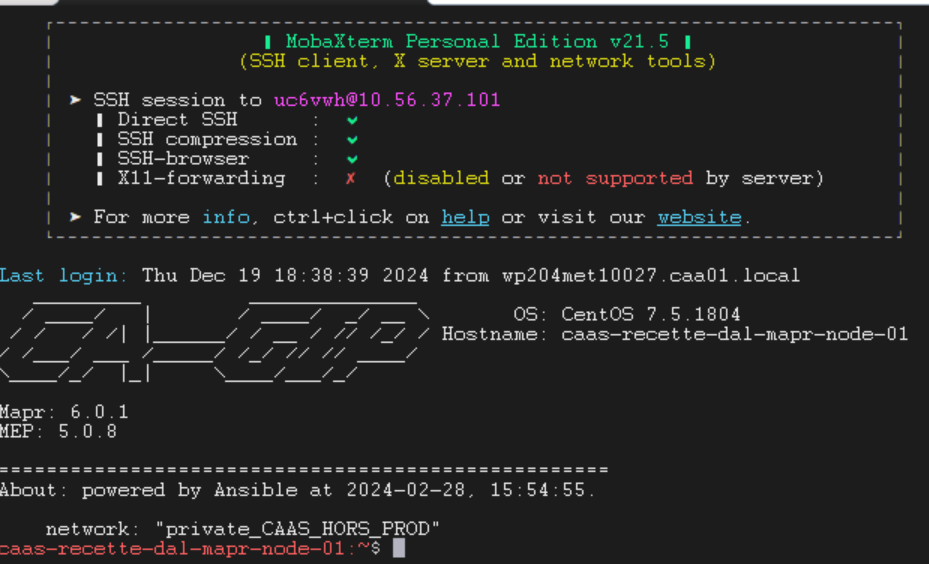 MobaXterm Personal Edition v21.5
(SSH client, X server and network tools)
➤ SSH session to uc6vwh@10.56.37.101
Direct SSH : ✔
SSH compression : ✔
SSH-browser : ✔
X11-forwarding : ✘ (disabled or not supported by server)
➤ For more info, ctrl+click on help or visit our website.
Last login: Thu Dec 19 18:38:39 2024 from wp204met10027.caa01.local
CA-GIP
OS: CentOS 7.5.1804
Hostname: caas-recette-dal-mapr-node-01
Mapr: 6.0.1
MEP: 5.0.8
====================================================
About: powered by Ansible at 2024-02-28, 15:54:55.
network: "private_CAAS_HORS_PROD"
caas-recette-dal-mapr-node-01:~$